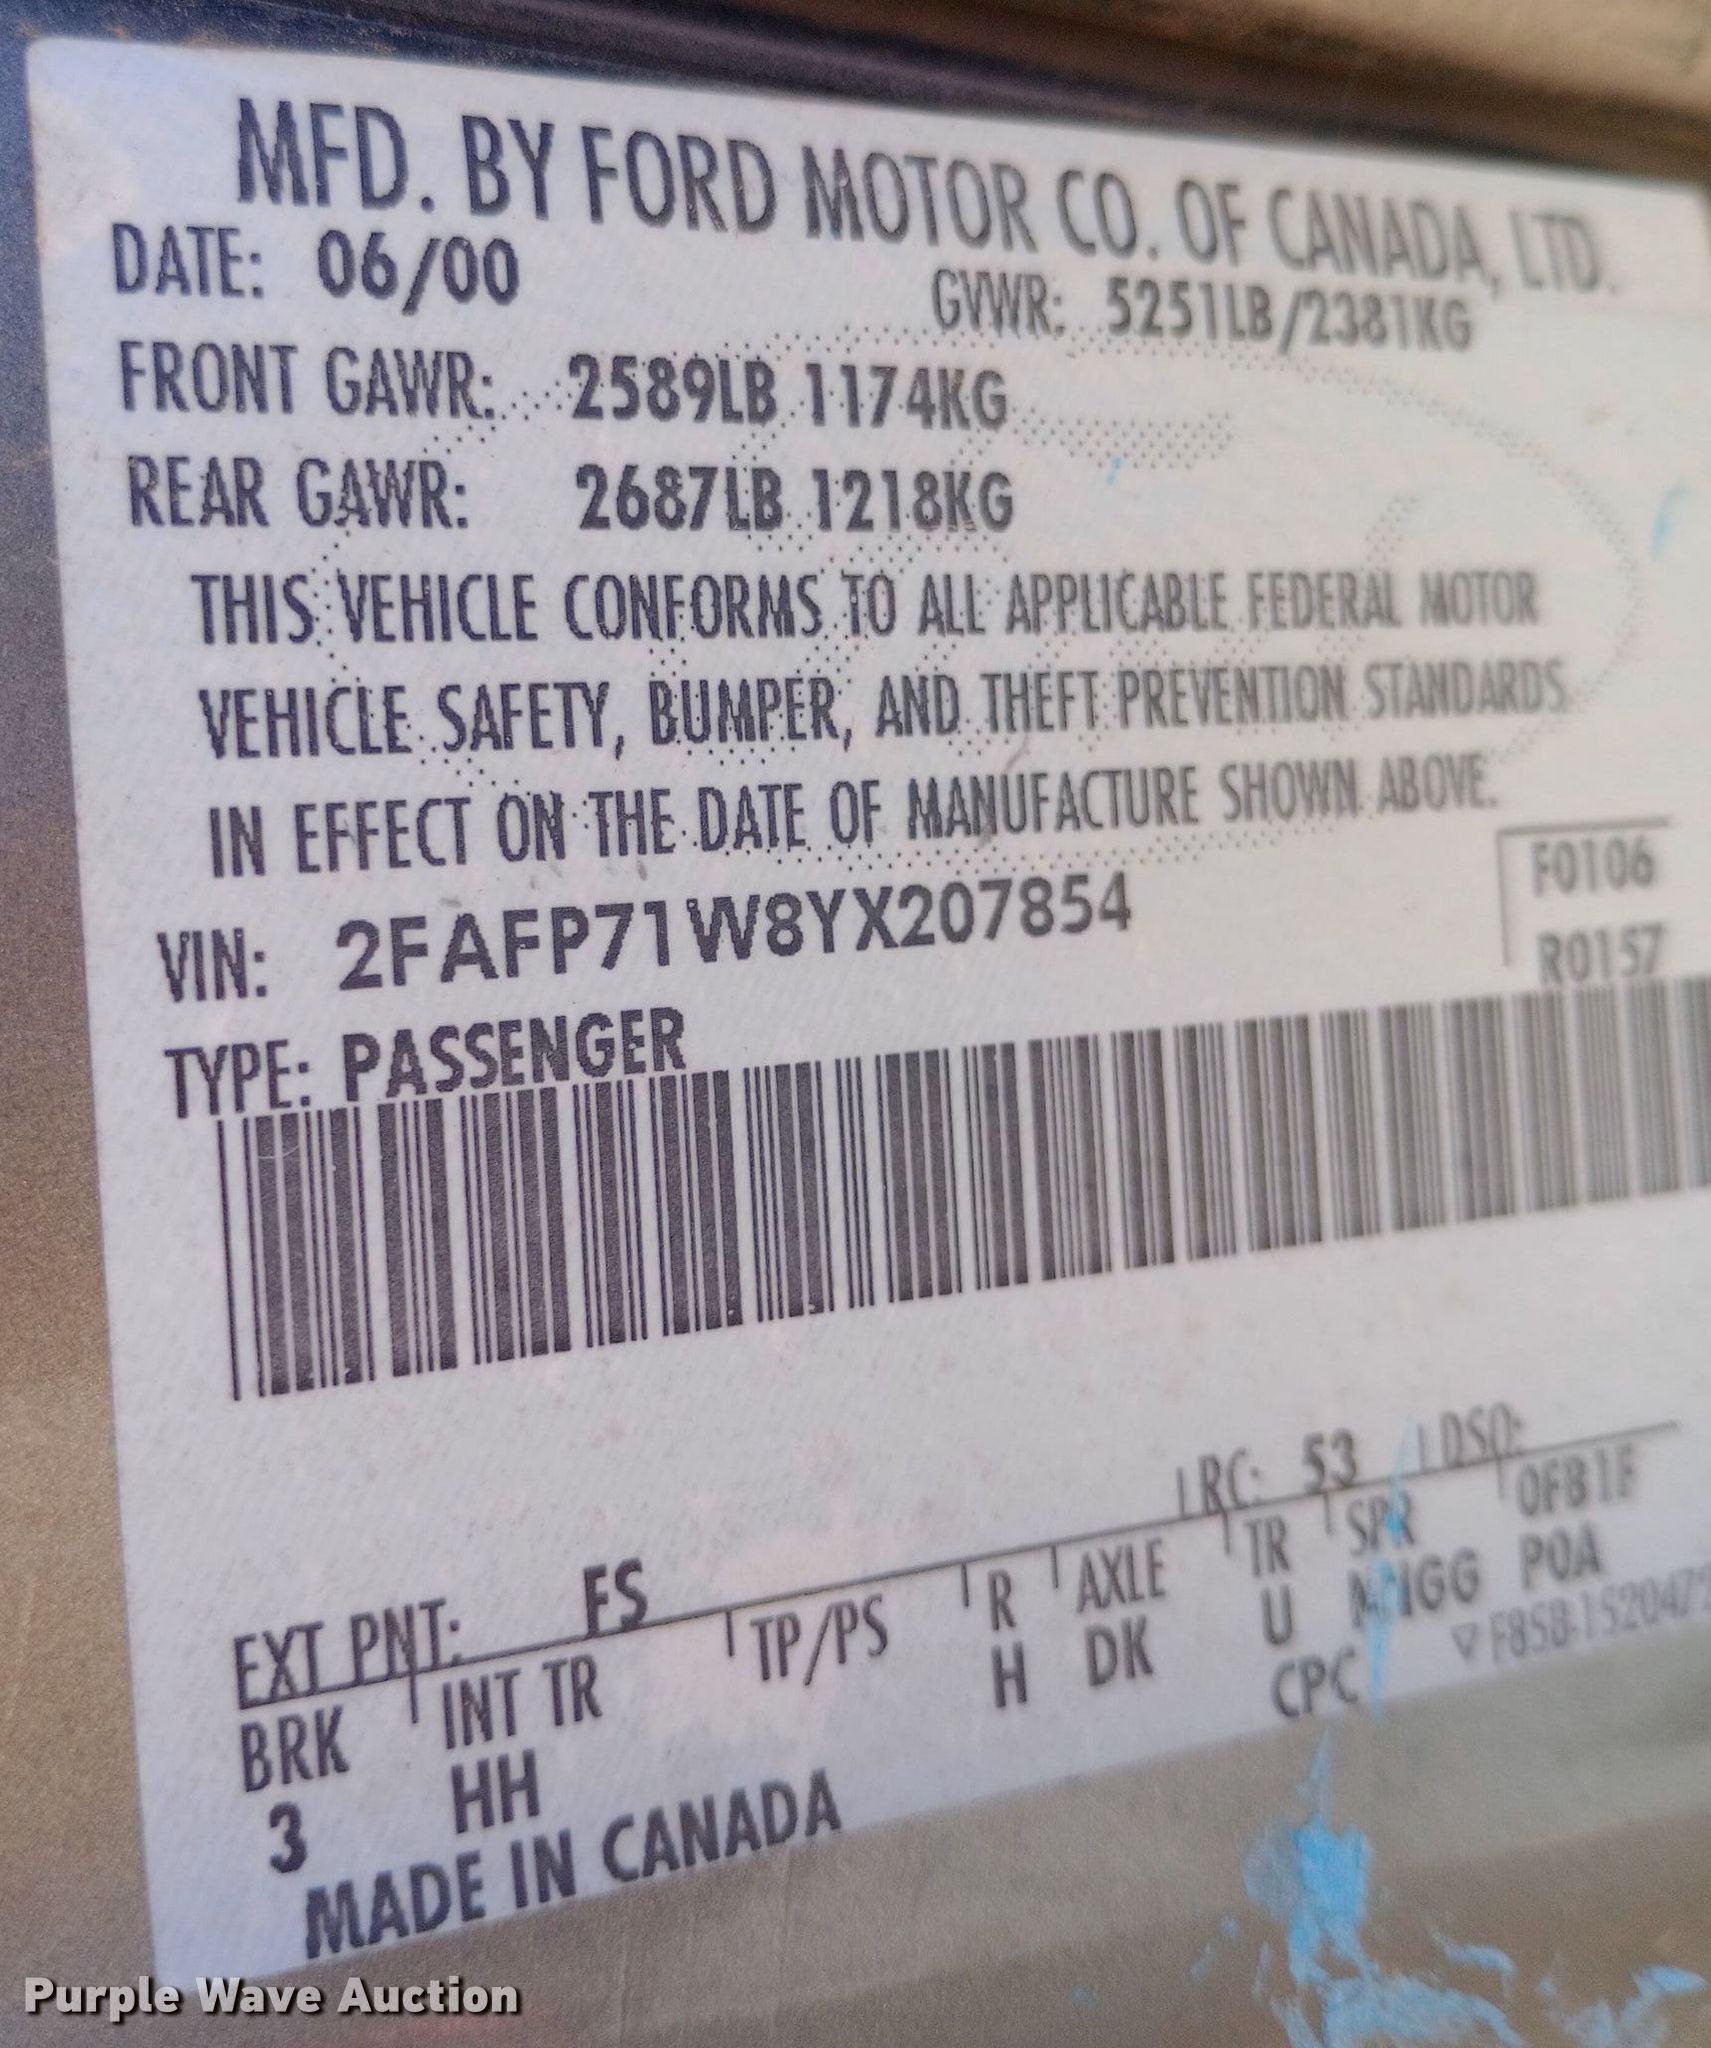 MFD. BY FORD MOTOR CO. OF CANADA, LTD.
DATE: 06/00 GVWR: 5251LB/2381KG
FRONT GAWR: 2589LB 1174KG
REAR GAWR: 2687LB 1218KG
THIS VEHICLE CONFORMS TO ALL APPLICABLE FEDERAL MOTOR
VEHICLE SAFETY, BUMPER, AND THEFT PREVENTION STANDARDS
IN EFFECT ON THE DATE OF MANUFACTURE SHOWN ABOVE.
F0106
VIN: 2FAFP71W8YX207854
R0157
TYPE: PASSENGER
EXT PNT: FS RC: 53 DSO:
BRK INT TR TP/PS R AXLE TR SPR 0FB1F
3 HH H DK U POA
MADE IN CANADA CPC
Purple Wave Auction